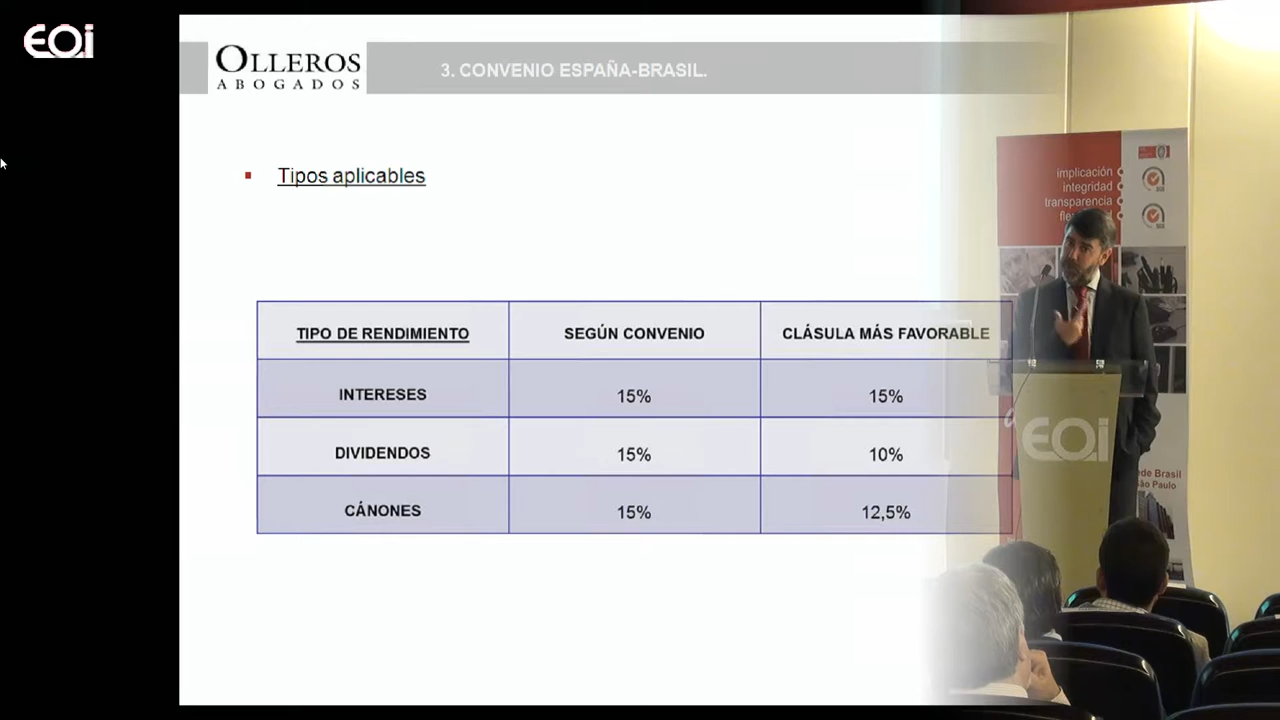 EOi
OLLEROS
ABOGADOS
3. CONVENIO ESPAÑA-BRASIL.
Tipos aplicables
TIPO DE RENDIMIENTO SEGÚN CONVENIO CLÁSULA MÁS FAVORABLE
INTERESES 15% 15%
DIVIDENDOS 15% 10%
CÁNONES 15% 12,5%
implicación
integridad
transparencia
EOi
Brasil
São Paulo